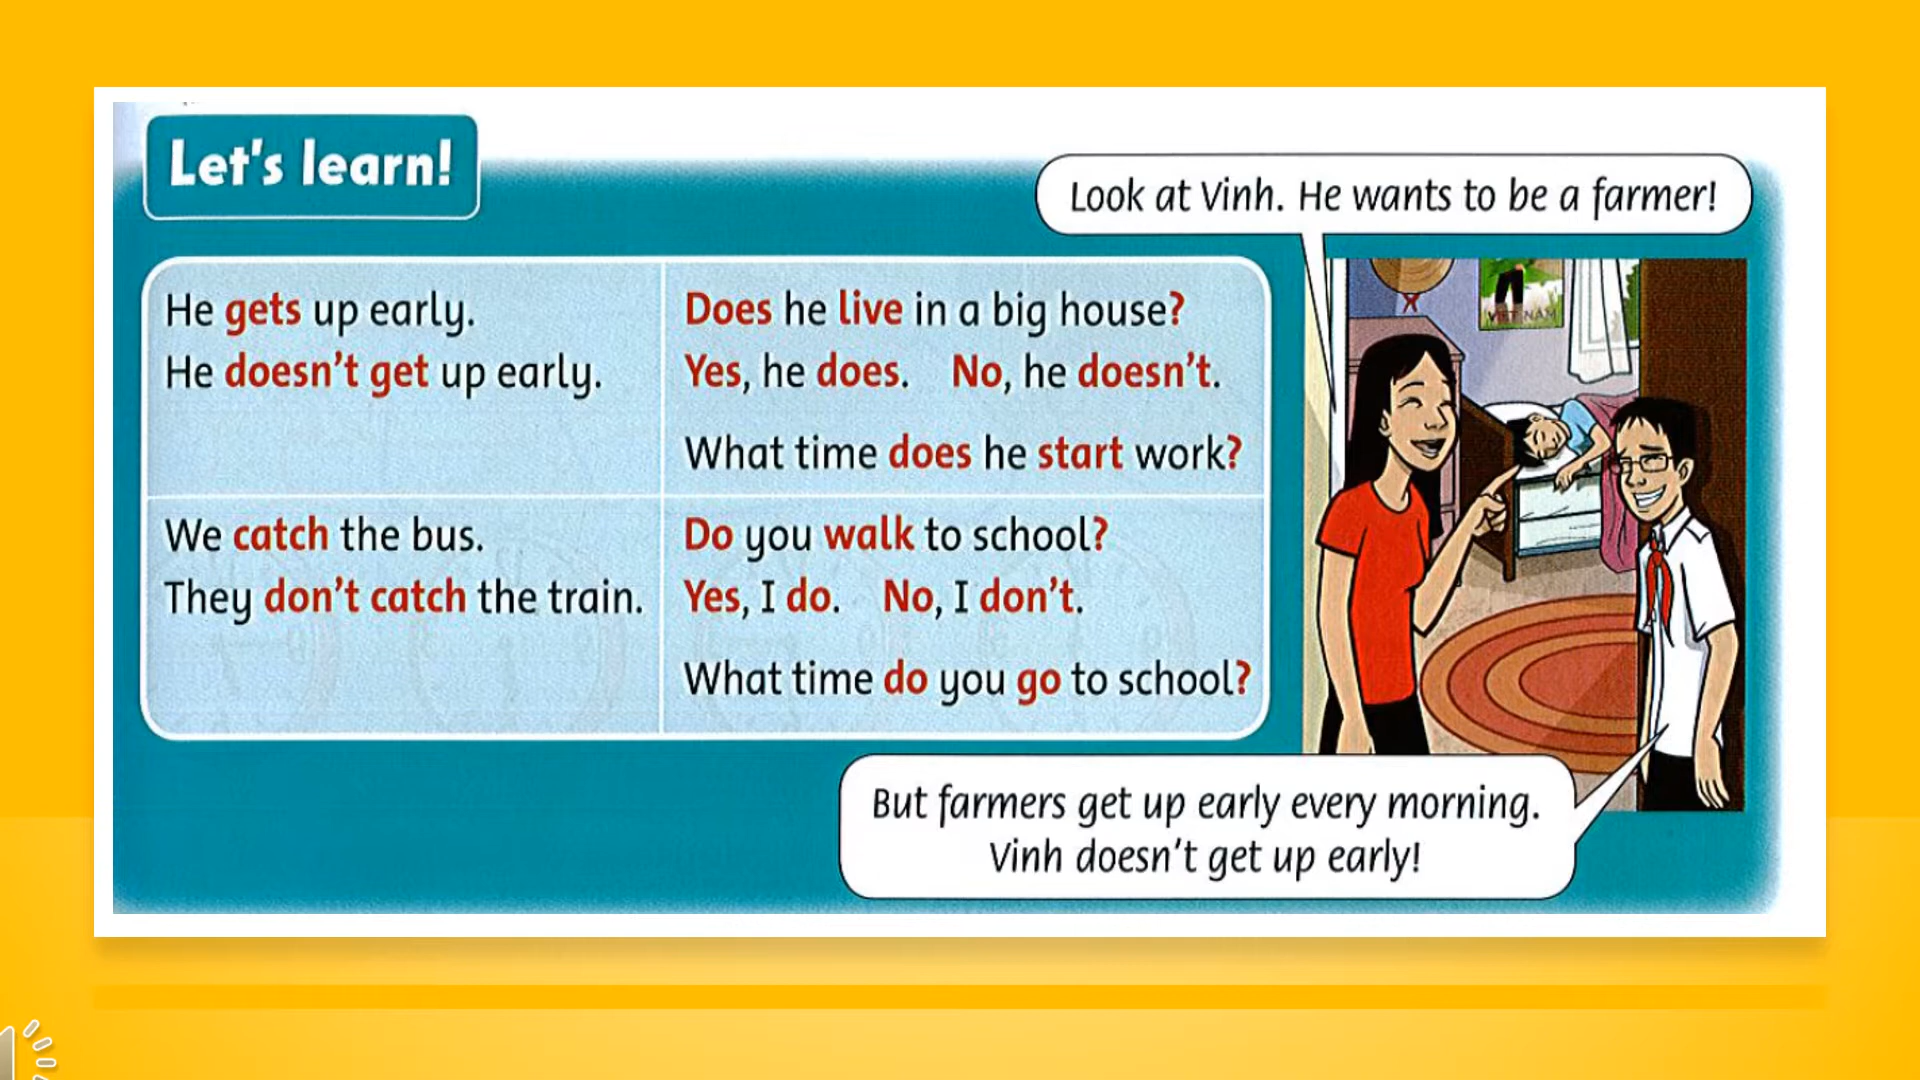 Let's learn!
Look at Vinh. He wants to be a farmer!
He gets up early.
He doesn't get up early.
Does he live in a big house?
Yes, he does. No, he doesn't.
What time does he start work?
We catch the bus.
They don't catch the train.
Do you walk to school?
Yes, I do. No, I don't.
What time do you go to school?
VIET NAM
But farmers get up early every morning.
Vinh doesn't get up early!